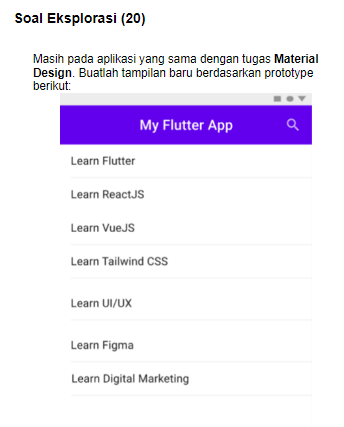 Soal Eksplorasi (20)
Masih pada aplikasi yang sama dengan tugas Material
Design. Buatlah tampilan baru berdasarkan prototype
berikut:
My Flutter App
Learn Flutter
Learn ReactJS
Learn VueJS
Learn Tailwind CSS
Learn UI/UX
Learn Figma
Learn Digital Marketing